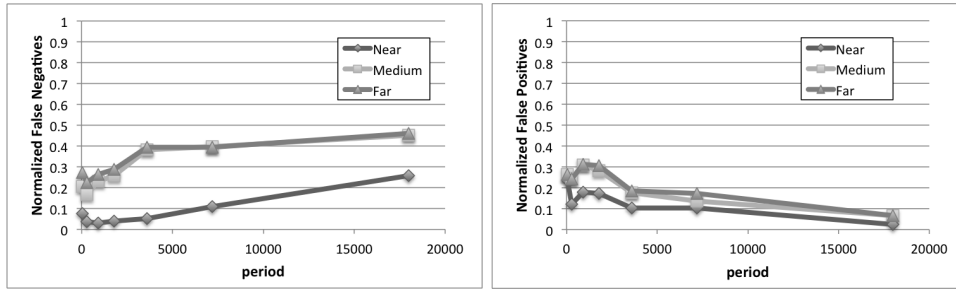 Normalized False Negatives
1
0.9
0.8
0.7
0.6
0.5
0.4
0.3
0.2
0.1
0
Near
Medium
Far
0 5000 10000 15000 20000
period
Normalized False Positives
1
0.9
0.8
0.7
0.6
0.5
0.4
0.3
0.2
0.1
0
Near
Medium
Far
0 5000 10000 15000 20000
period